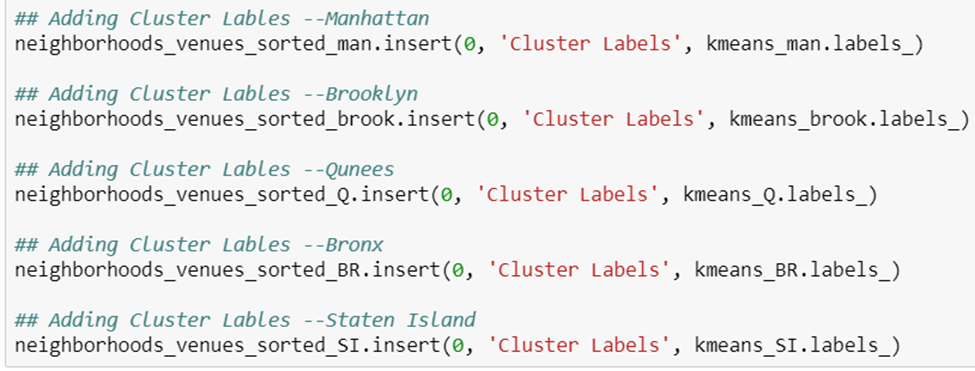 ## Adding Cluster Lables --Manhattan
neighborhoods_venues_sorted_man.insert(0, 'Cluster Labels', kmeans_man.labels_)
## Adding Cluster Lables --Brooklyn
neighborhoods_venues_sorted_brook.insert(0, 'Cluster Labels', kmeans_brook.labels_)
## Adding Cluster Lables --Qunees
neighborhoods_venues_sorted_Q.insert(0, 'Cluster Labels', kmeans_Q.labels_)
## Adding Cluster Lables --Bronx
neighborhoods_venues_sorted_BR.insert(0, 'Cluster Labels', kmeans_BR.labels_)
## Adding Cluster Lables --Staten Island
neighborhoods_venues_sorted_SI.insert(0, 'Cluster Labels', kmeans_SI.labels_)